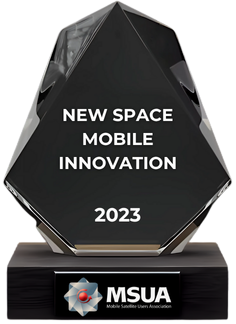 NEW SPACE
MOBILE
INNOVATION
2023
MSUA
Mobile Satellite Users Association